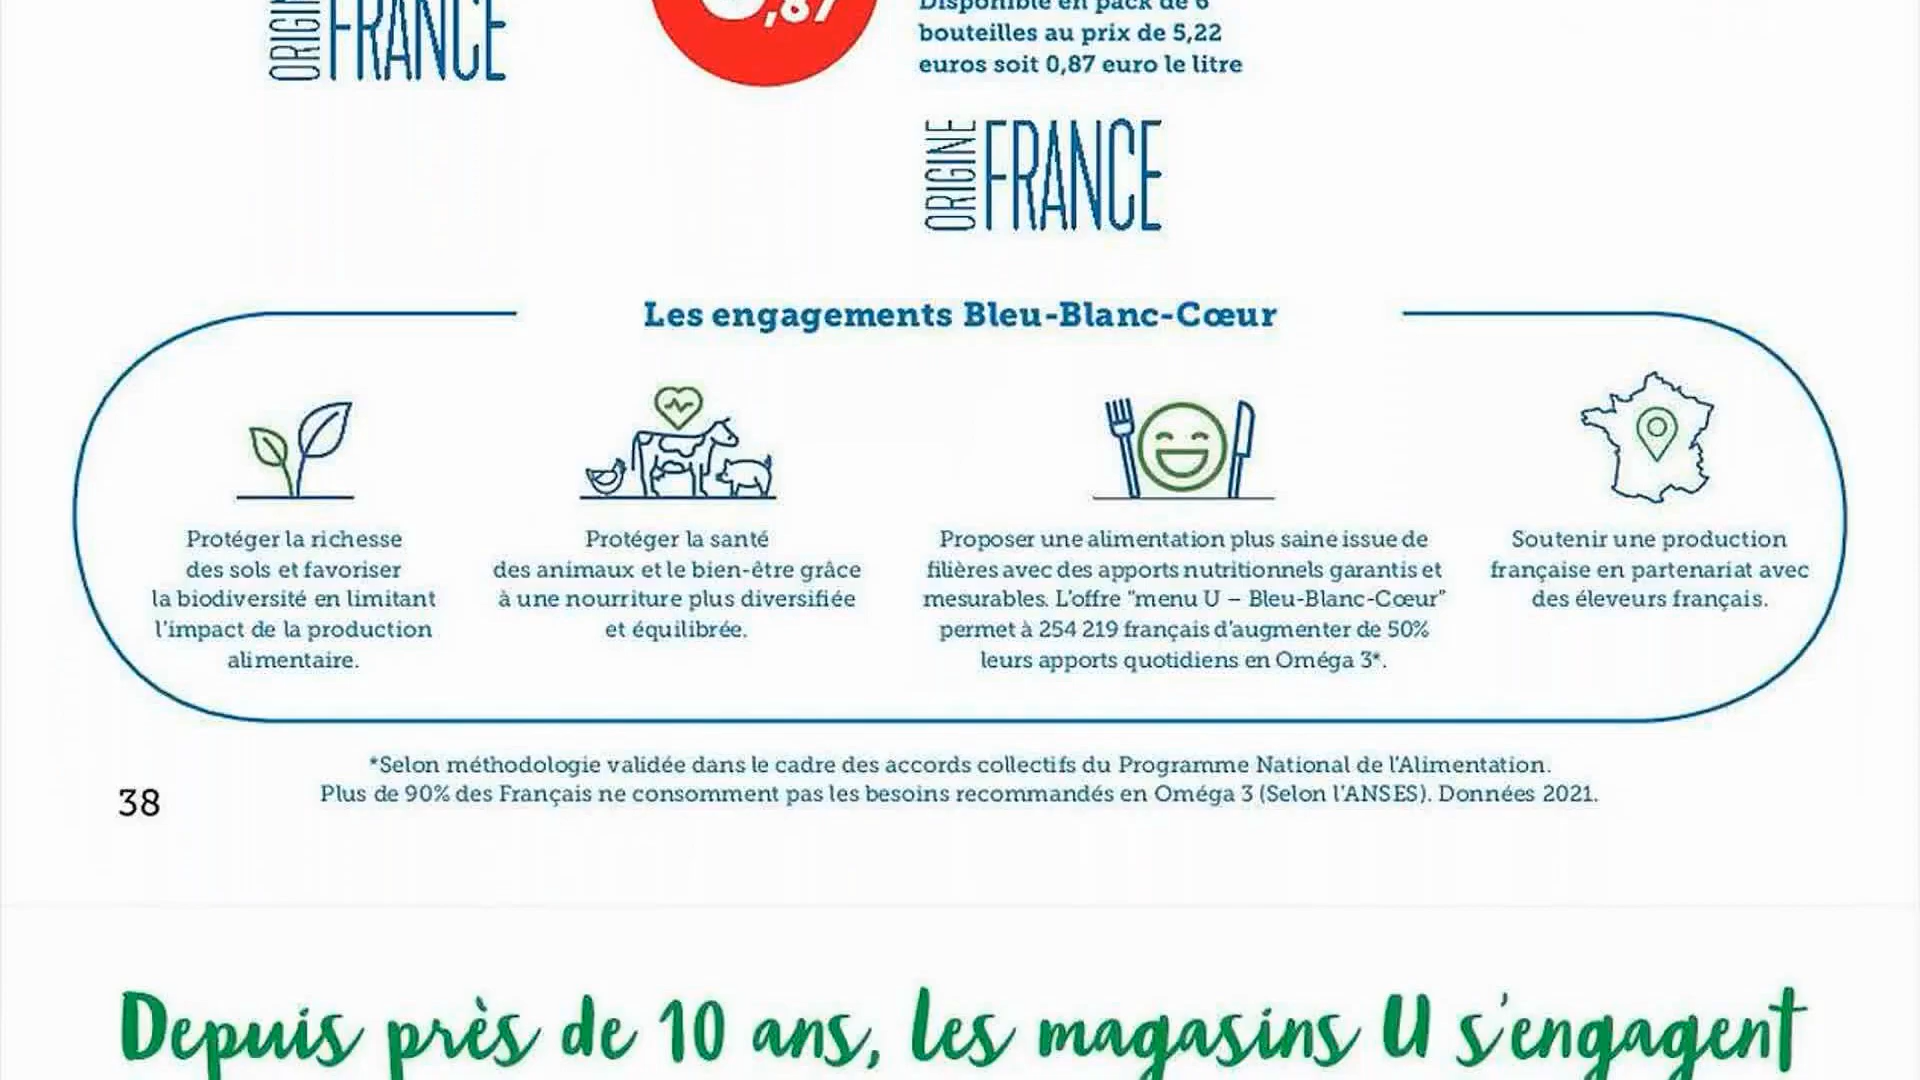 ORIGINE FRANCE
,87
Disponible en pack de 6
bouteilles au prix de 5,22
euros soit 0,87 euro le litre
ORIGINE FRANCE
Les engagements Bleu-Blanc-Cœur
Protéger la richesse
des sols et favoriser
la biodiversité en limitant
l'impact de la production
alimentaire.
Protéger la santé
des animaux et le bien-être grâce
à une nourriture plus diversifiée
et équilibrée.
Proposer une alimentation plus saine issue de
filières avec des apports nutritionnels garantis et
mesurables. L'offre "menu U – Bleu-Blanc-Cœur"
permet à 254 219 français d'augmenter de 50%
leurs apports quotidiens en Oméga 3*.
Soutenir une production
française en partenariat avec
des éleveurs français.
*Selon méthodologie validée dans le cadre des accords collectifs du Programme National de l'Alimentation.
Plus de 90% des Français ne consomment pas les besoins recommandés en Oméga 3 (Selon l'ANSES). Données 2021.
38
Depuis près de 10 ans, les magasins U s'engagent